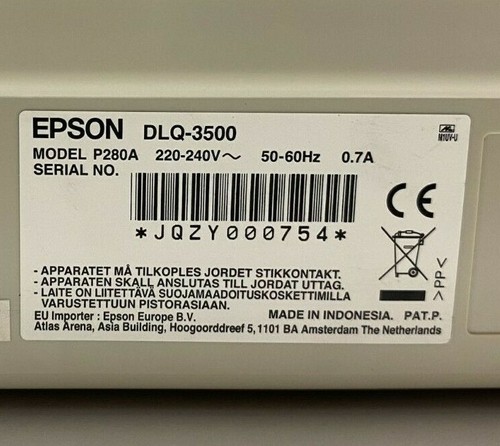 EPSON DLQ-3500
MODEL P280A 220-240V~ 50-60Hz 0.7A
SERIAL NO.
*JQZY000754*
- APPARATET MÅ TILKOPLES JORDET STIKKONTAKT.
- APPARATEN SKALL ANSLUTAS TILL JORDAT UTTAG.
- LAITE ON LIITETTÄVÄ SUOJAMAADOITUSKOSKETTIMILLA
VARUSTETTUUN PISTORASIAAN.
>PP<
EU Importer : Epson Europe B.V. MADE IN INDONESIA. PAT.P.
Atlas Arena, Asia Building, Hoogoorddreef 5,1101 BA Amsterdam The Netherlands
CE